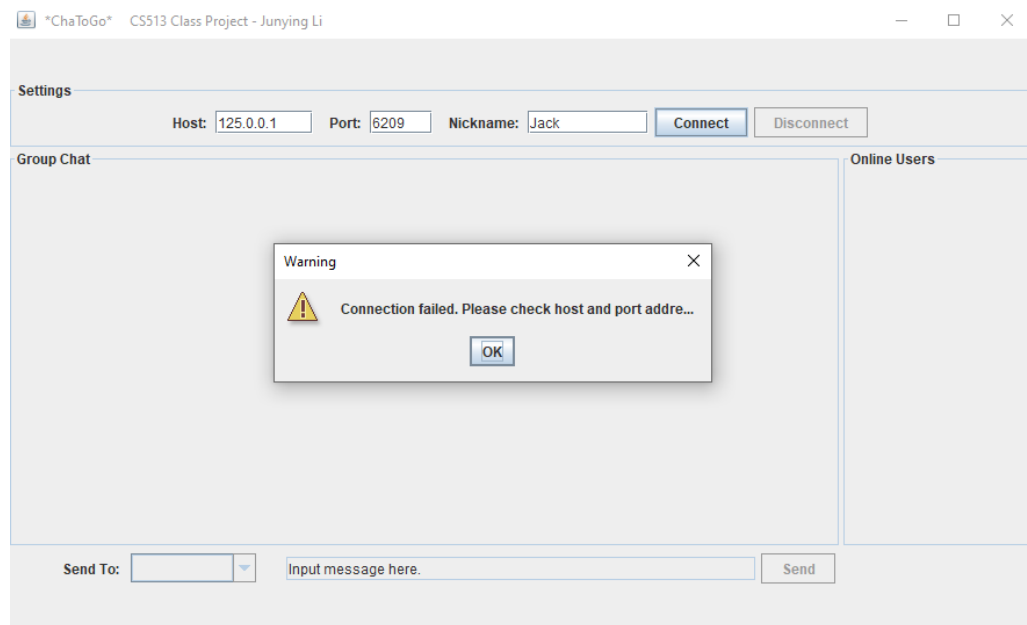 *ChaToGo* CS513 Class Project - Junying Li
Settings
Host: 125.0.0.1 Port: 6209 Nickname: Jack Connect Disconnect
Group Chat Online Users
Warning
Connection failed. Please check host and port addre...
OK
Send To: Input message here. Send